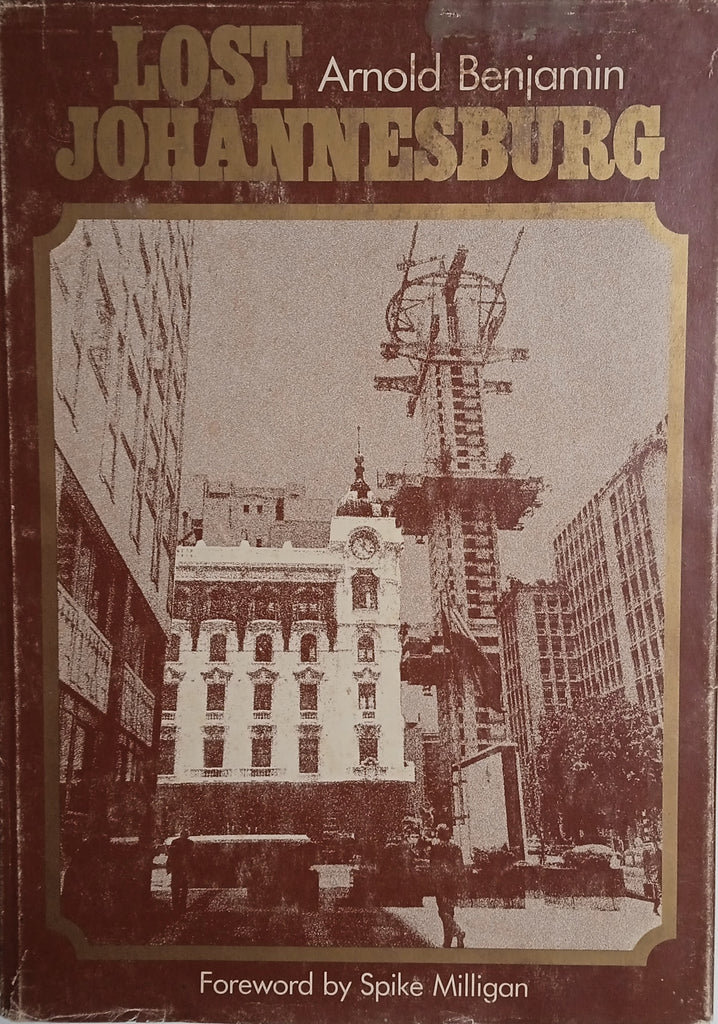 LOST
Arnold Benjamin
JOHANNESBURG
Foreword by Spike Milligan